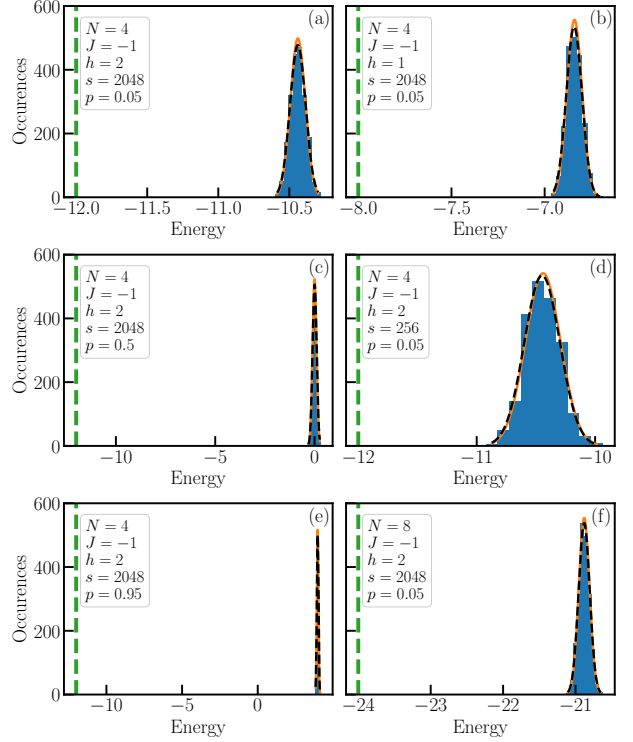 (a)
N = 4
J = −1
h = 2
s = 2048
p = 0.05
600
400
200
0
Occurences
−12.0 −11.5 −11.0 −10.5
Energy
(b)
N = 4
J = −1
h = 1
s = 2048
p = 0.05
−8.0 −7.5 −7.0
Energy
(c)
N = 4
J = −1
h = 2
s = 2048
p = 0.5
600
400
200
0
Occurences
−10 −5 0
Energy
(d)
N = 4
J = −1
h = 2
s = 256
p = 0.05
−12 −11 −10
Energy
(e)
N = 4
J = −1
h = 2
s = 2048
p = 0.95
600
400
200
0
Occurences
−10 −5 0
Energy
(f)
N = 8
J = −1
h = 2
s = 2048
p = 0.05
−24 −23 −22 −21
Energy